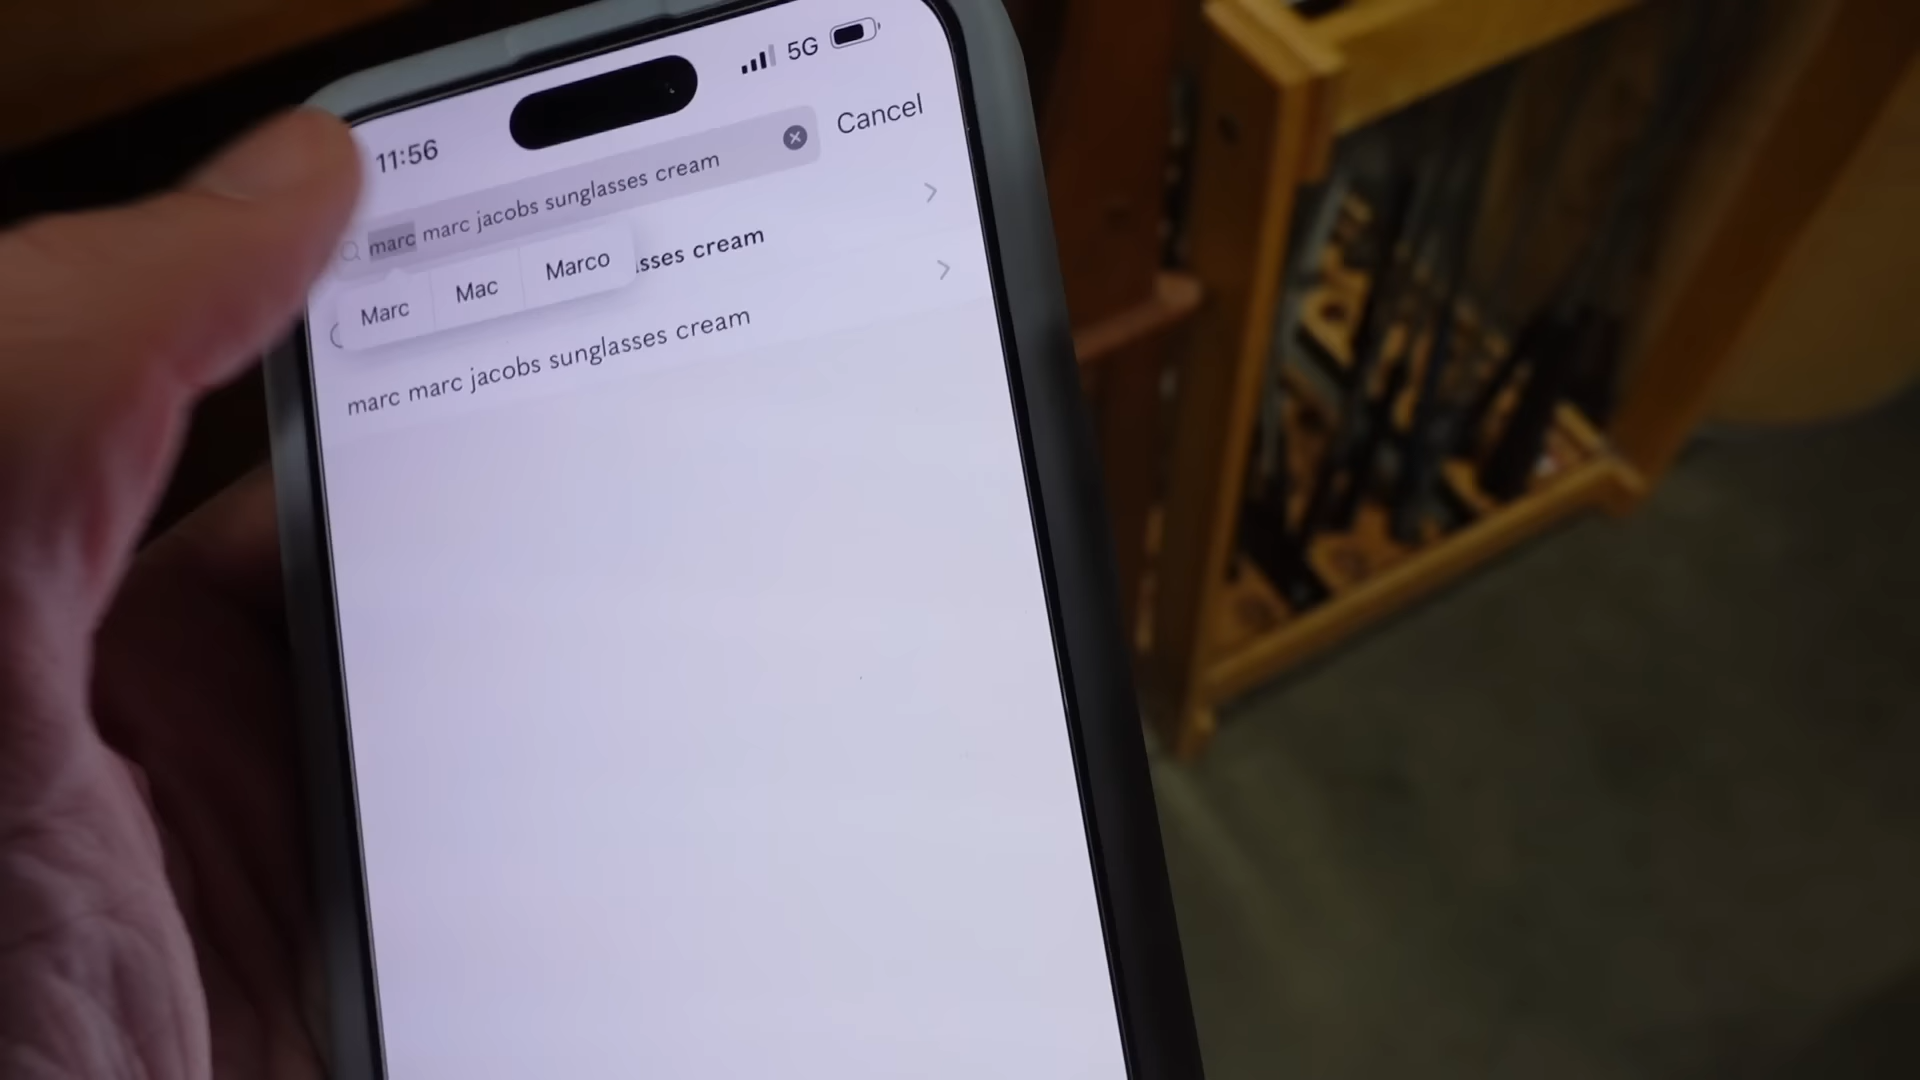 11:56 5G
marc marc jacobs sunglasses cream Cancel
Marc Mac Marco sses cream
marc marc jacobs sunglasses cream